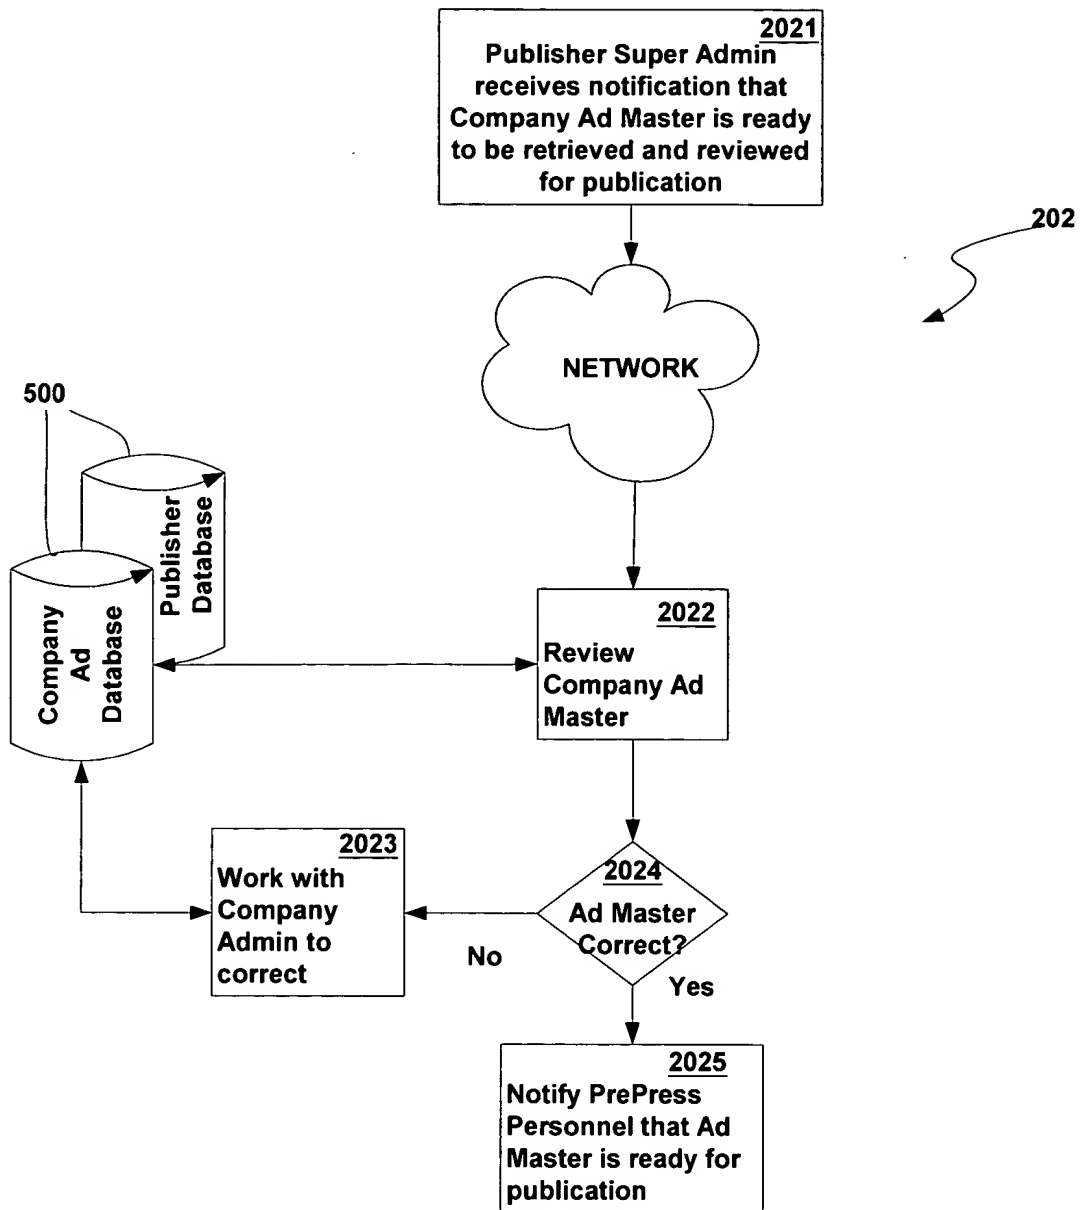 2021
Publisher Super Admin
receives notification that
Company Ad Master is ready
to be retrieved and reviewed
for publication
202
NETWORK
500
Publisher
Database
Company
Ad
Database
2022
Review
Company Ad
Master
2023
Work with
Company
Admin to
correct
2024
Ad Master
Correct?
No
Yes
2025
Notify PrePress
Personnel that Ad
Master is ready for
publication